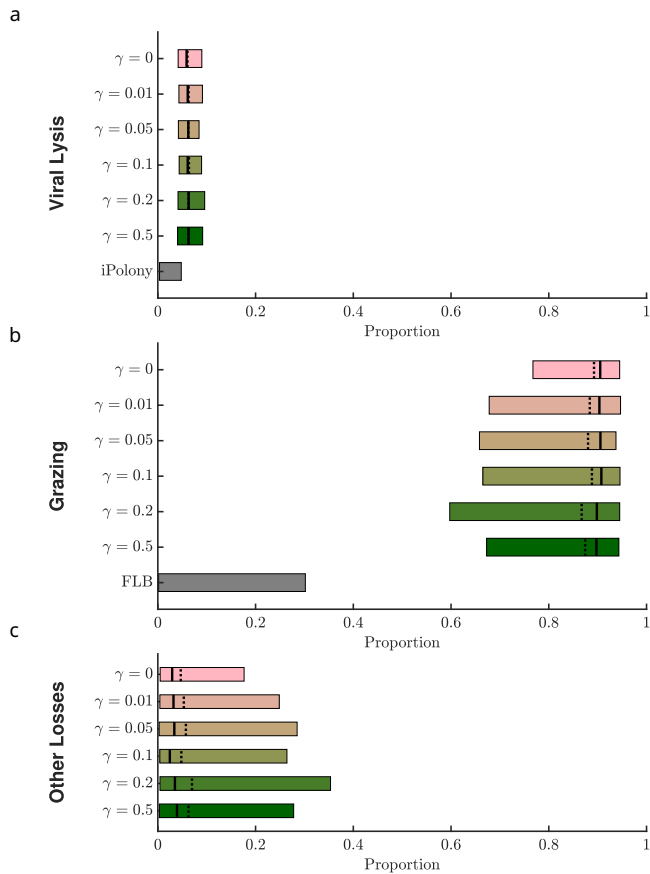 a
Viral Lysis
γ = 0
γ = 0.01
γ = 0.05
γ = 0.1
γ = 0.2
γ = 0.5
iPolony
0 0.2 0.4 0.6 0.8 1
Proportion
b
Grazing
γ = 0
γ = 0.01
γ = 0.05
γ = 0.1
γ = 0.2
γ = 0.5
FLB
0 0.2 0.4 0.6 0.8 1
Proportion
c
Other Losses
γ = 0
γ = 0.01
γ = 0.05
γ = 0.1
γ = 0.2
γ = 0.5
0 0.2 0.4 0.6 0.8 1
Proportion